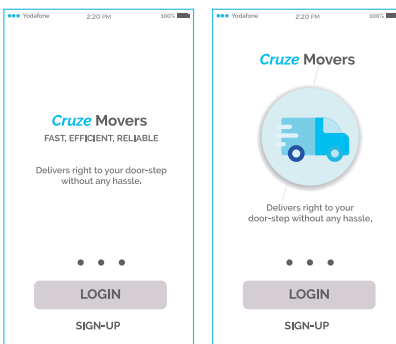 Yodafone 2:20 PM 100%
Cruze Movers
FAST, EFFICIENT, RELIABLE
Delivers right to your door-step
without any hassle.
LOGIN
SIGN-UP
Yodafone 2:20 PM 100%
Cruze Movers
Delivers right to your
door-step without any hassle.
LOGIN
SIGN-UP